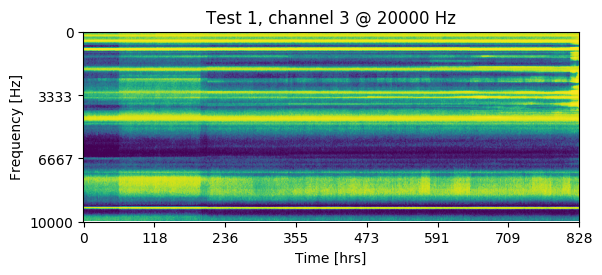 Test 1, channel 3 @ 20000 Hz
Frequency [Hz]
0
3333
6667
10000
0 118 236 355 473 591 709 828
Time [hrs]